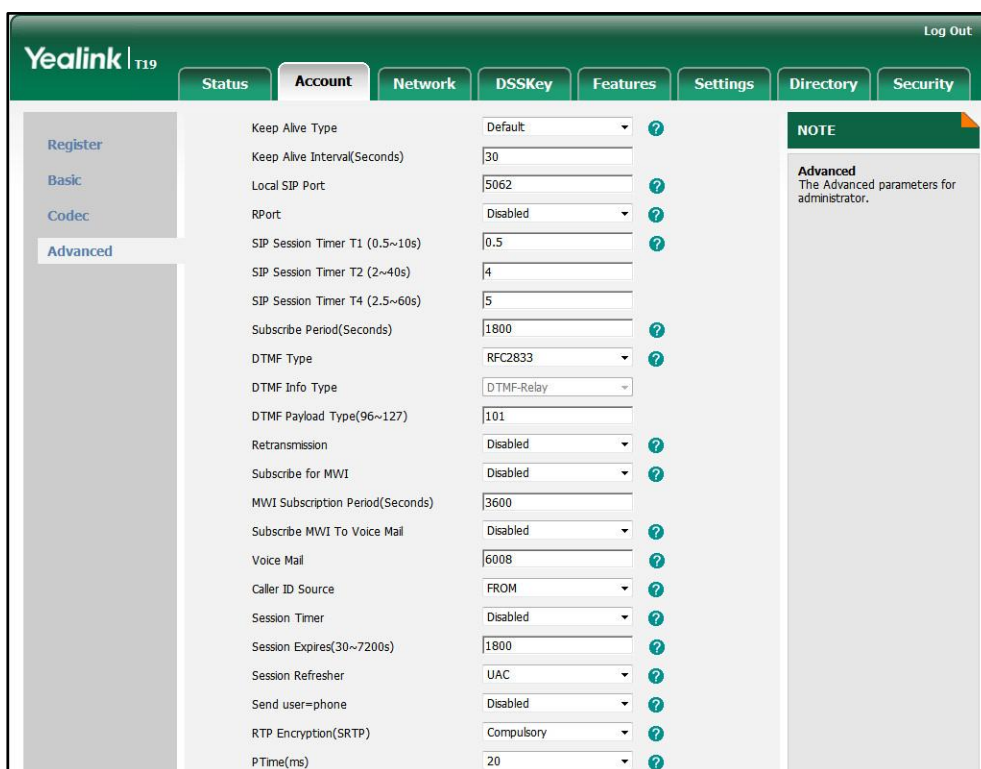 Log Out
Yealink T19
Status Account Network DSSKey Features Settings Directory Security
Register
Basic
Codec
Advanced
Keep Alive Type Default ?
Keep Alive Interval(Seconds) 30
Local SIP Port 5062 ?
RPort Disabled ?
SIP Session Timer T1 (0.5~10s) 0.5 ?
SIP Session Timer T2 (2~40s) 4
SIP Session Timer T4 (2.5~60s) 5
Subscribe Period(Seconds) 1800 ?
DTMF Type RFC2833 ?
DTMF Info Type DTMF-Relay
DTMF Payload Type(96~127) 101
Retransmission Disabled ?
Subscribe for MWI Disabled ?
MWI Subscription Period(Seconds) 3600
Subscribe MWI To Voice Mail Disabled ?
Voice Mail 6008 ?
Caller ID Source FROM ?
Session Timer Disabled ?
Session Expires(30~7200s) 1800 ?
Session Refresher UAC ?
Send user=phone Disabled ?
RTP Encryption(SRTP) Compulsory ?
PTime(ms) 20 ?
NOTE
Advanced
The Advanced parameters for
administrator.